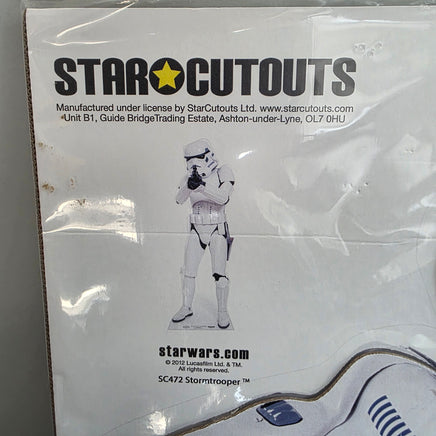 STAR★CUTOUTS
Manufactured under license by StarCutouts Ltd. www.starcutouts.com
Unit B1, Guide BridgeTrading Estate, Ashton-under-Lyne, OL7 0HU
starwars.com
© 2012 Lucasfilm Ltd. & TM.
All rights reserved.
SC472 Stormtrooper™